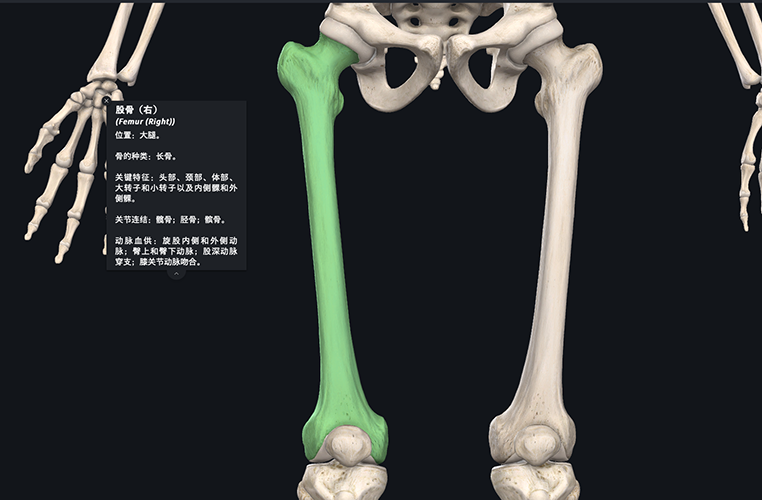 股骨（右）
(Femur (Right))
位置：大腿。
骨的种类：长骨。
关键特征：头部、颈部、体部、
大转子和小转子以及内侧髁和外
侧髁。
关节连结：髋骨；胫骨；髌骨。
动脉血供：旋股内侧和外侧动
脉；臀上和臀下动脉；股深动脉
穿支；膝关节动脉吻合。